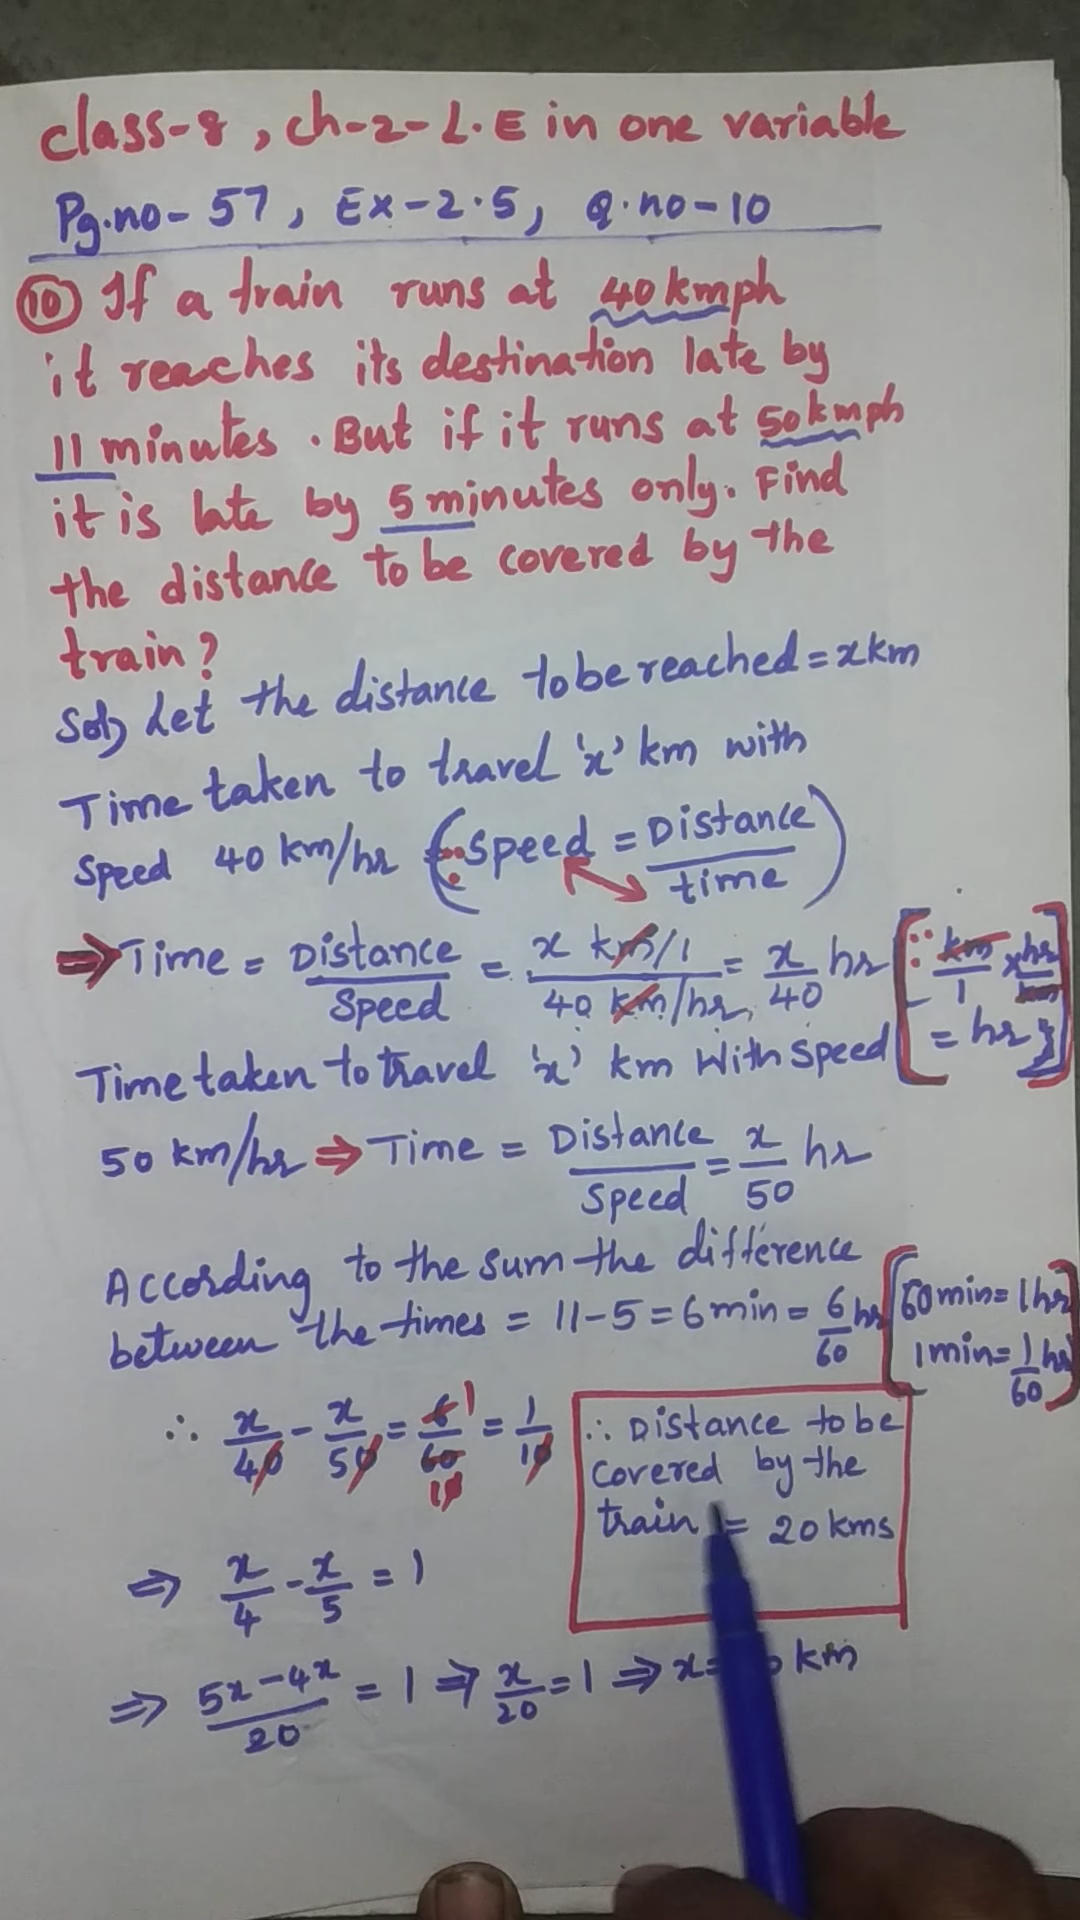 class-8, ch-2-L.E in one variable
Pg.no-57, Ex-2.5, Q.no-10
⑩ If a train runs at 40kmph
it reaches its destination late by
11 minutes. But if it runs at 50kmph
it is late by 5 minutes only. Find
the distance to be covered by the
train?
Sol) Let the distance to be reached = x km
Time taken to travel 'x' km with
speed 40 km/hr (∵ Speed = Distance/time)
⇒ Time = Distance/Speed = x km/1 / 40 km/hr = x/40 hr [∵ km/1 × hr/km
= hr]
Time taken to travel 'x' km with speed
50 km/hr ⇒ Time = Distance/Speed = x/50 hr
According to the sum the difference
between the times = 11-5 = 6 min = 6/60 hr [60min = 1hr
1min = 1/60 hr]
∴ x/40 - x/50 = 6/60 = 1/10
∴ Distance to be
covered by the
train = 20 kms
⇒ x/4 - x/5 = 1
⇒ 5x-4x/20 = 1 ⇒ x/20 = 1 ⇒ x= km